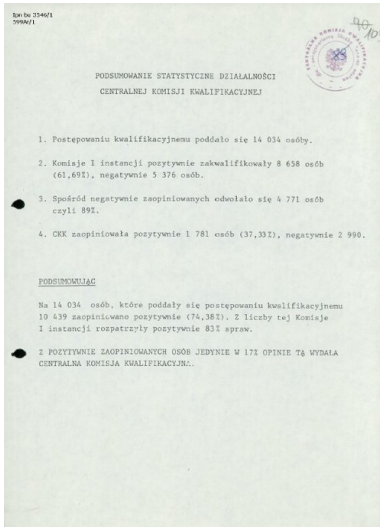 Ipn bu 2346/1
599Ar/1
PODSUMOWANIE STATYSTYCZNE DZIAŁALNOŚCI
CENTRALNEJ KOMISJI KWALIFIKACYJNEJ
1. Postępowaniu kwalifikacyjnemu poddało się 14 034 osóby.
2. Komisje I instancji pozytywnie zakwalifikowały 8 658 osób
(61,69%), negatywnie 5 376 osób.
3. Spośród negatywnie zaopiniowanych odwołało się 4 771 osób
czyli 89%.
4. CKK zaopiniowała pozytywnie 1 781 osób (37,33%), negatywnie 2 990.
PODSUMOWUJĄC
Na 14 034 osób, które poddały się postępowaniu kwalifikacyjnemu
10 439 zaopiniowano pozytywnie (74,38%). Z liczby tej Komisje
I instancji rozpatrzyły pozytywnie 83% spraw.
Z POZYTYWNIE ZAOPINIOWANYCH OSÓB JEDYNIE W 17% OPINIE TĘ WYDAŁA
CENTRALNA KOMISJA KWALIFIKACYJNA.